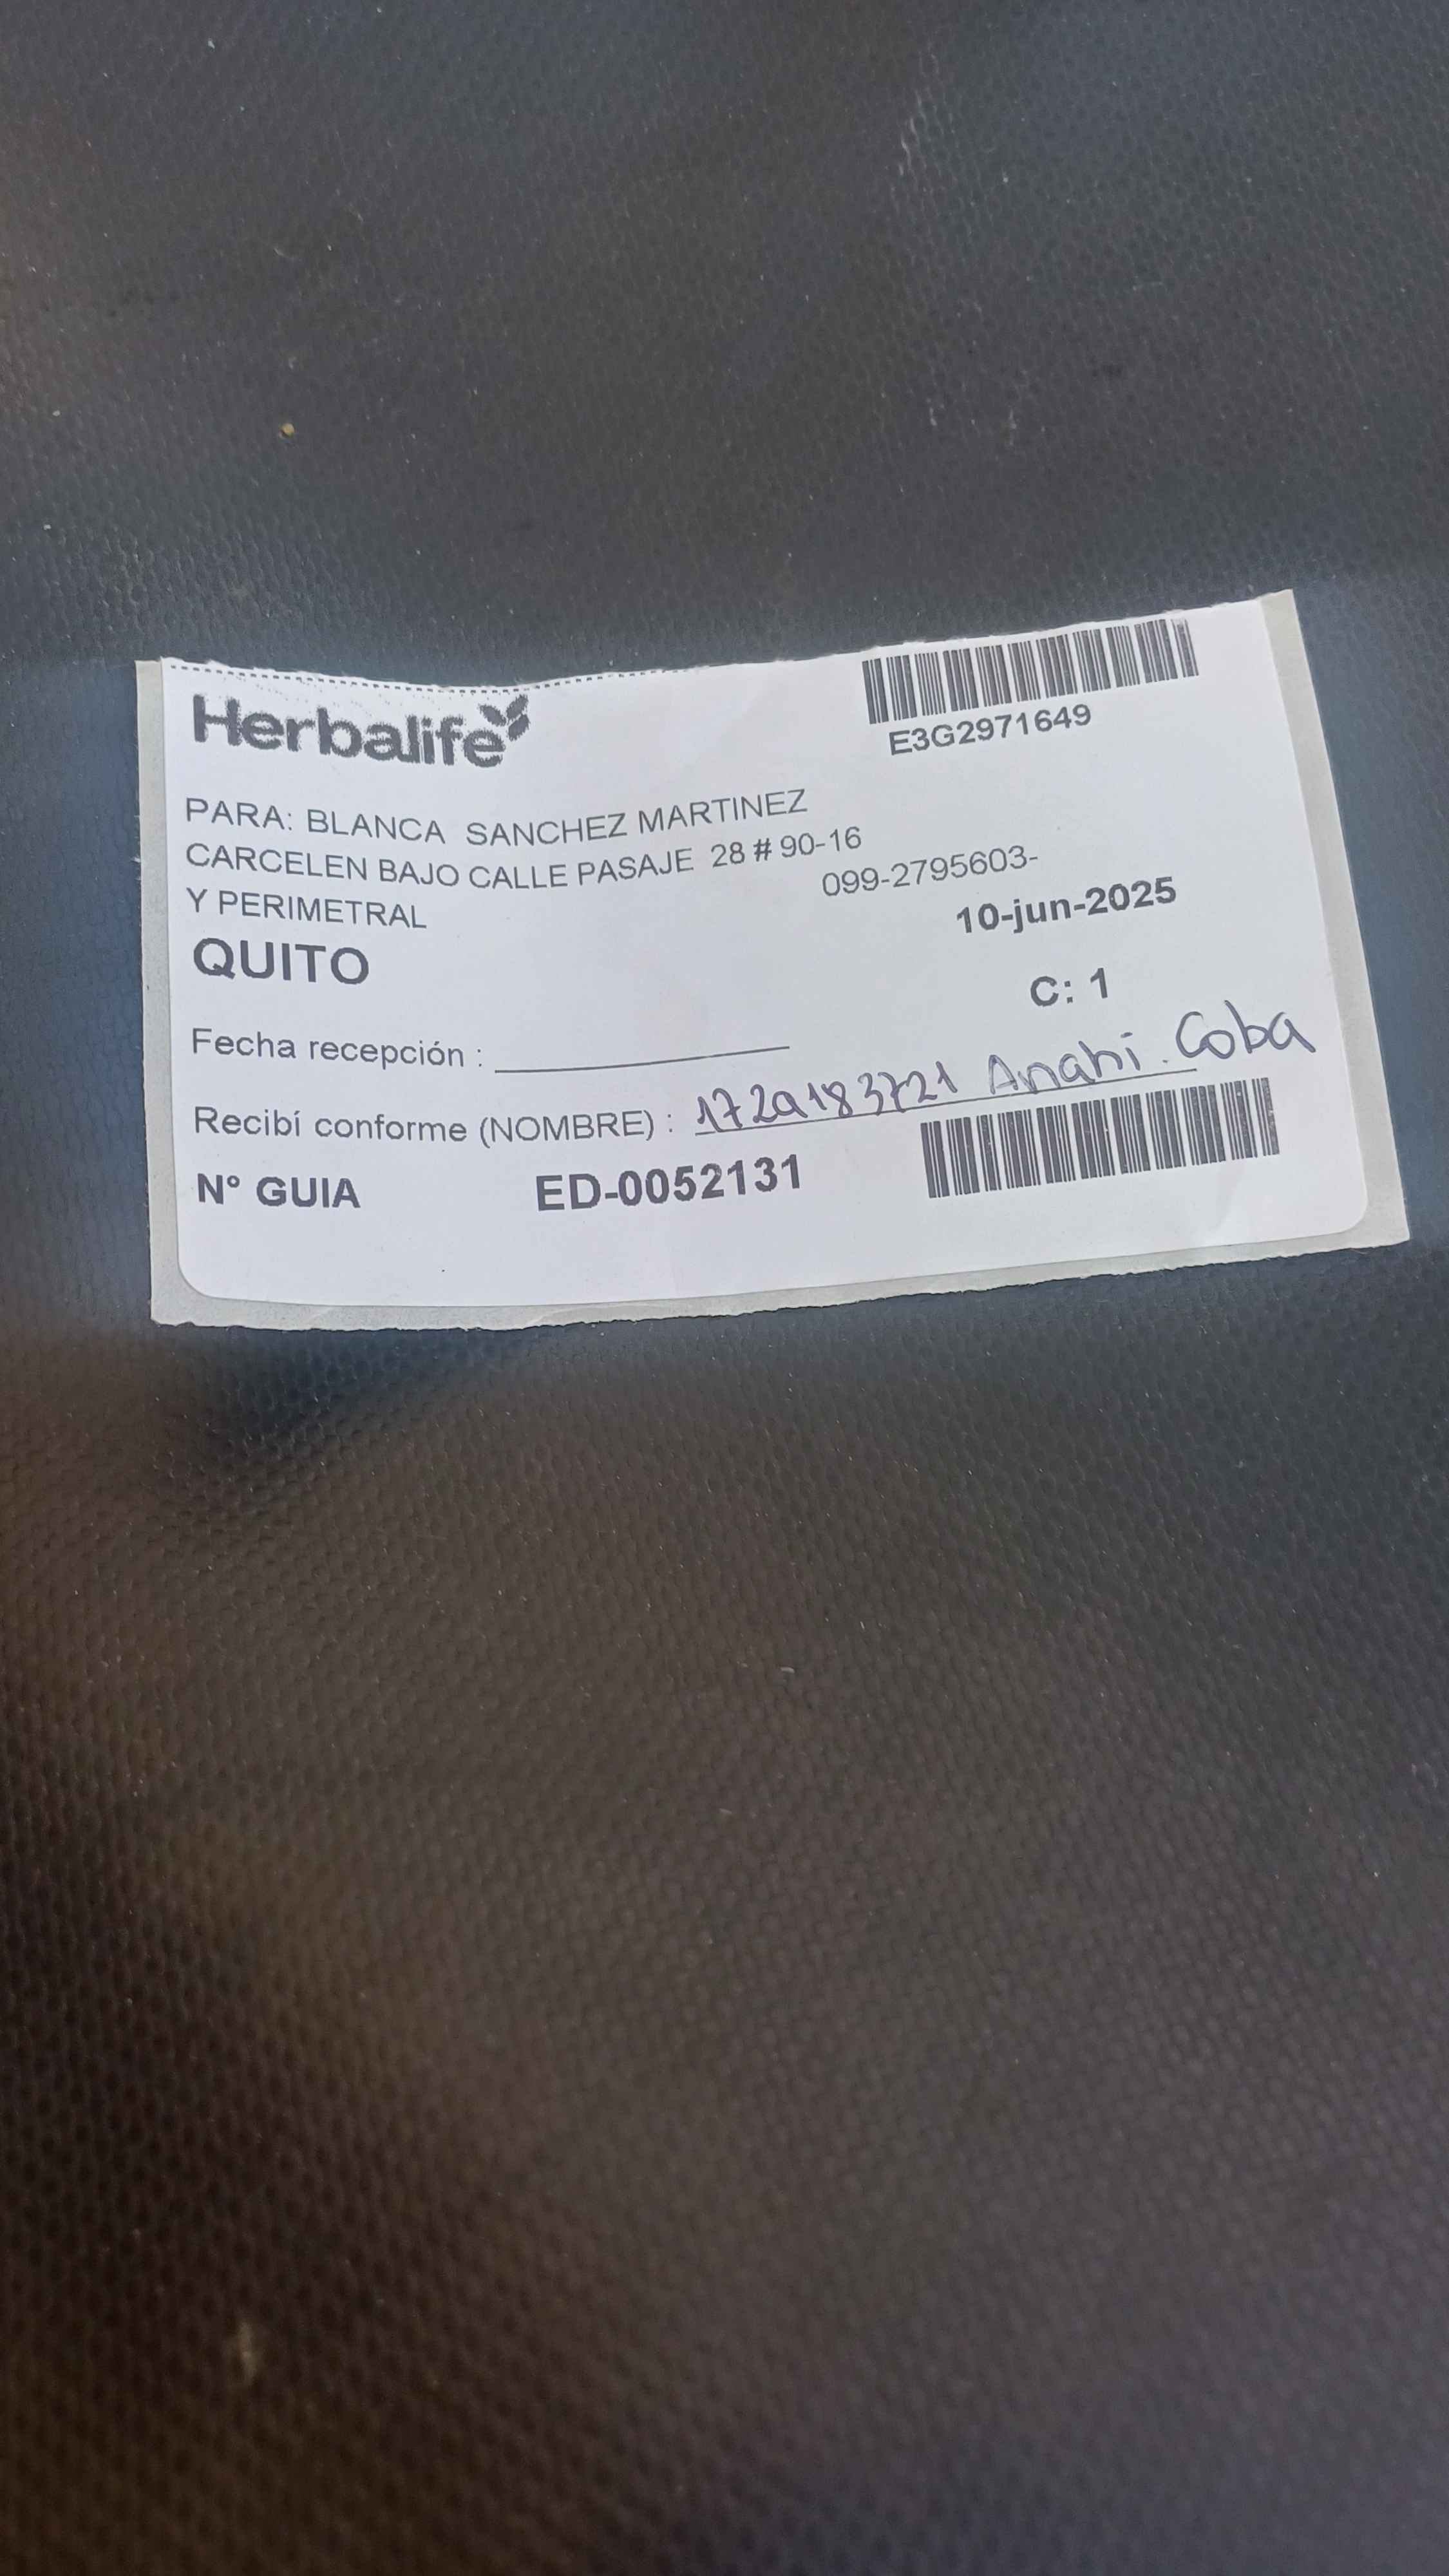 Herbalife
E3G2971649
PARA: BLANCA SANCHEZ MARTINEZ
CARCELEN BAJO CALLE PASAJE 28 # 90-16
Y PERIMETRAL
099-2795603-
QUITO
10-jun-2025
C: 1
Fecha recepción :
Recibí conforme (NOMBRE) : 1729183721 Anahi. Coba
N° GUIA ED-0052131